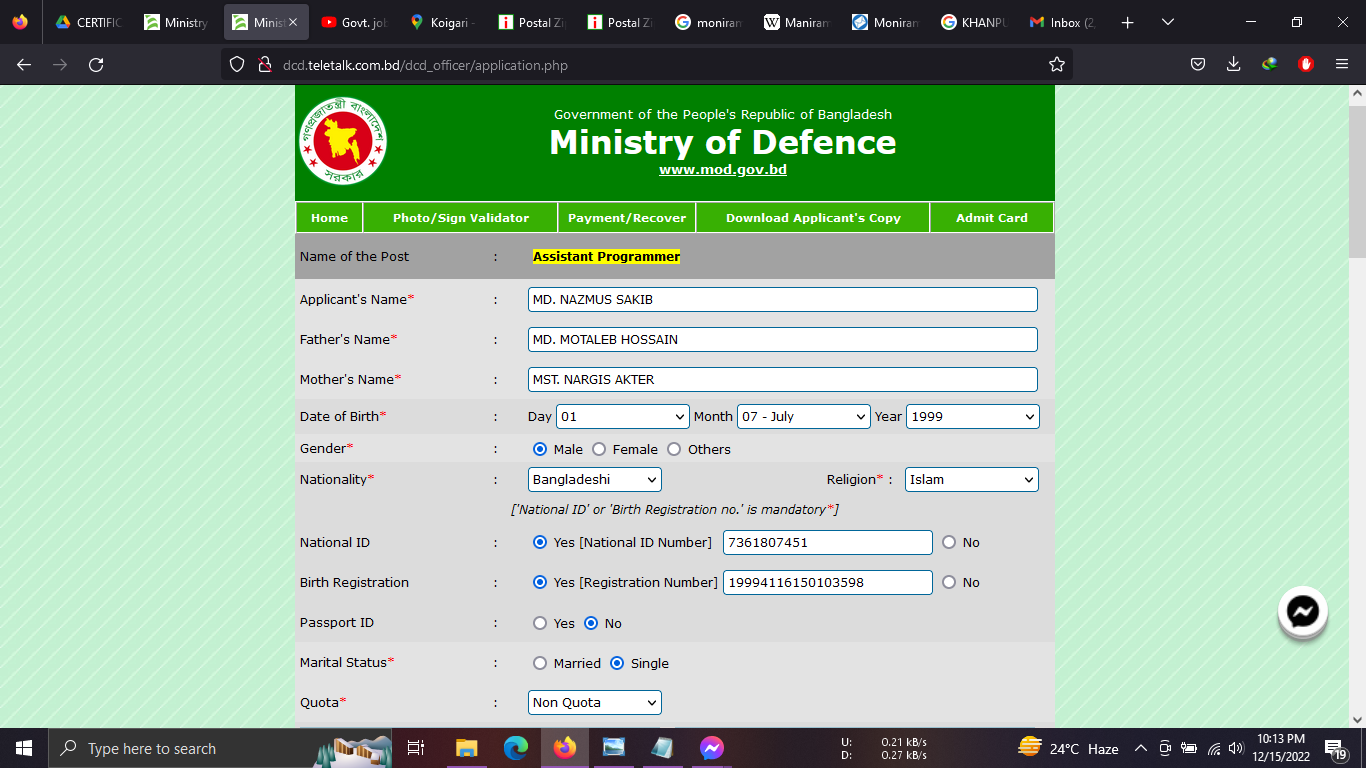 CERTIFIC
Ministry
Minist
Govt. jol
Koigari -
Postal Zi
Postal Zi
moniram
Maniram
Moniram
KHANPU
Inbox (2,
dcd.teletalk.com.bd/dcd_officer/application.php
গণপ্রজাতন্ত্রী বাংলাদেশ
সরকার
Government of the People's Republic of Bangladesh
Ministry of Defence
www.mod.gov.bd
Home Photo/Sign Validator Payment/Recover Download Applicant's Copy Admit Card
Name of the Post : Assistant Programmer
Applicant's Name* : MD. NAZMUS SAKIB
Father's Name* : MD. MOTALEB HOSSAIN
Mother's Name* : MST. NARGIS AKTER
Date of Birth* : Day 01 Month 07 - July Year 1999
Gender* : Male Female Others
Nationality* : Bangladeshi Religion* : Islam
['National ID' or 'Birth Registration no.' is mandatory*]
National ID : Yes [National ID Number] 7361807451 No
Birth Registration : Yes [Registration Number] 19994116150103598 No
Passport ID : Yes No
Marital Status* : Married Single
Quota* : Non Quota
Type here to search
U: 0.21 kB/s
D: 0.27 kB/s
24°C Haze
10:13 PM
12/15/2022
19